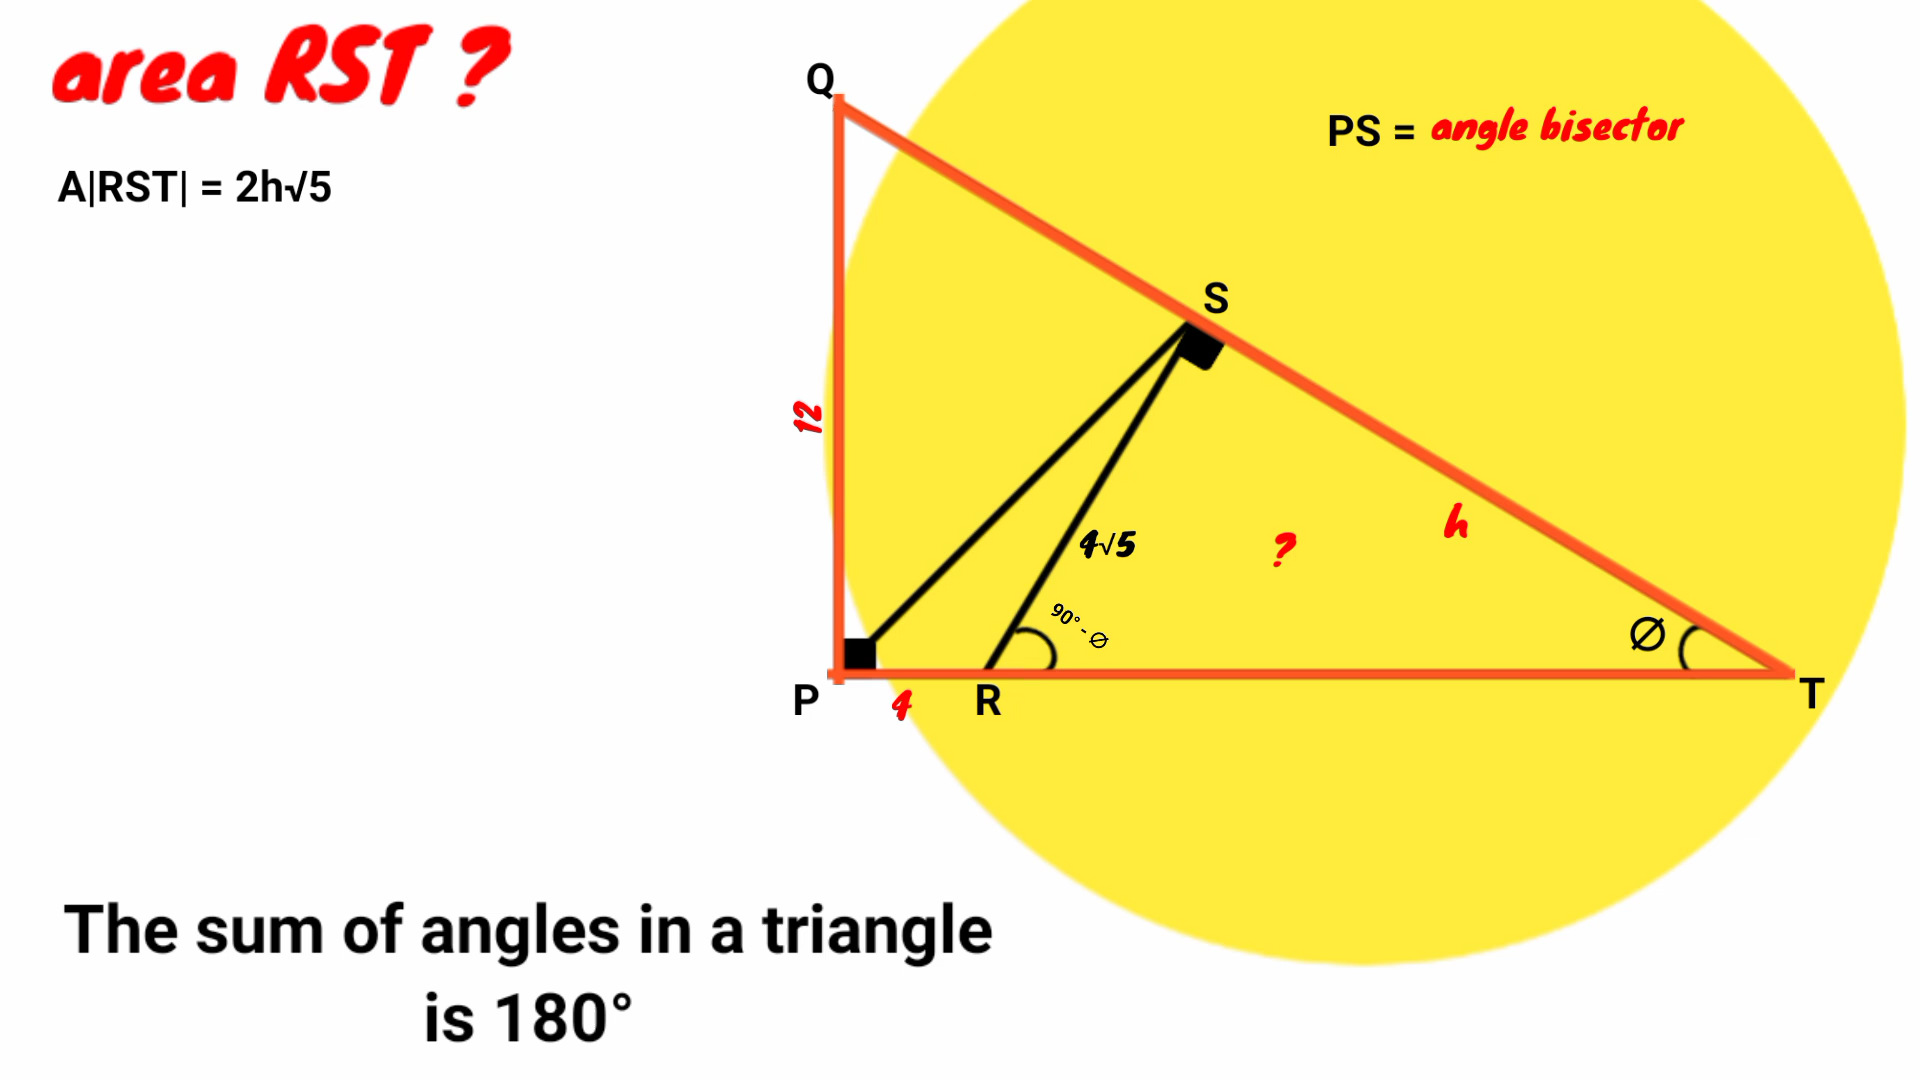 area RST ?
A|RST| = 2h√5
PS = angle bisector
Q
S
12
4√5
?
h
90° - ∅
∅
P
4
R
T
The sum of angles in a triangle
is 180°